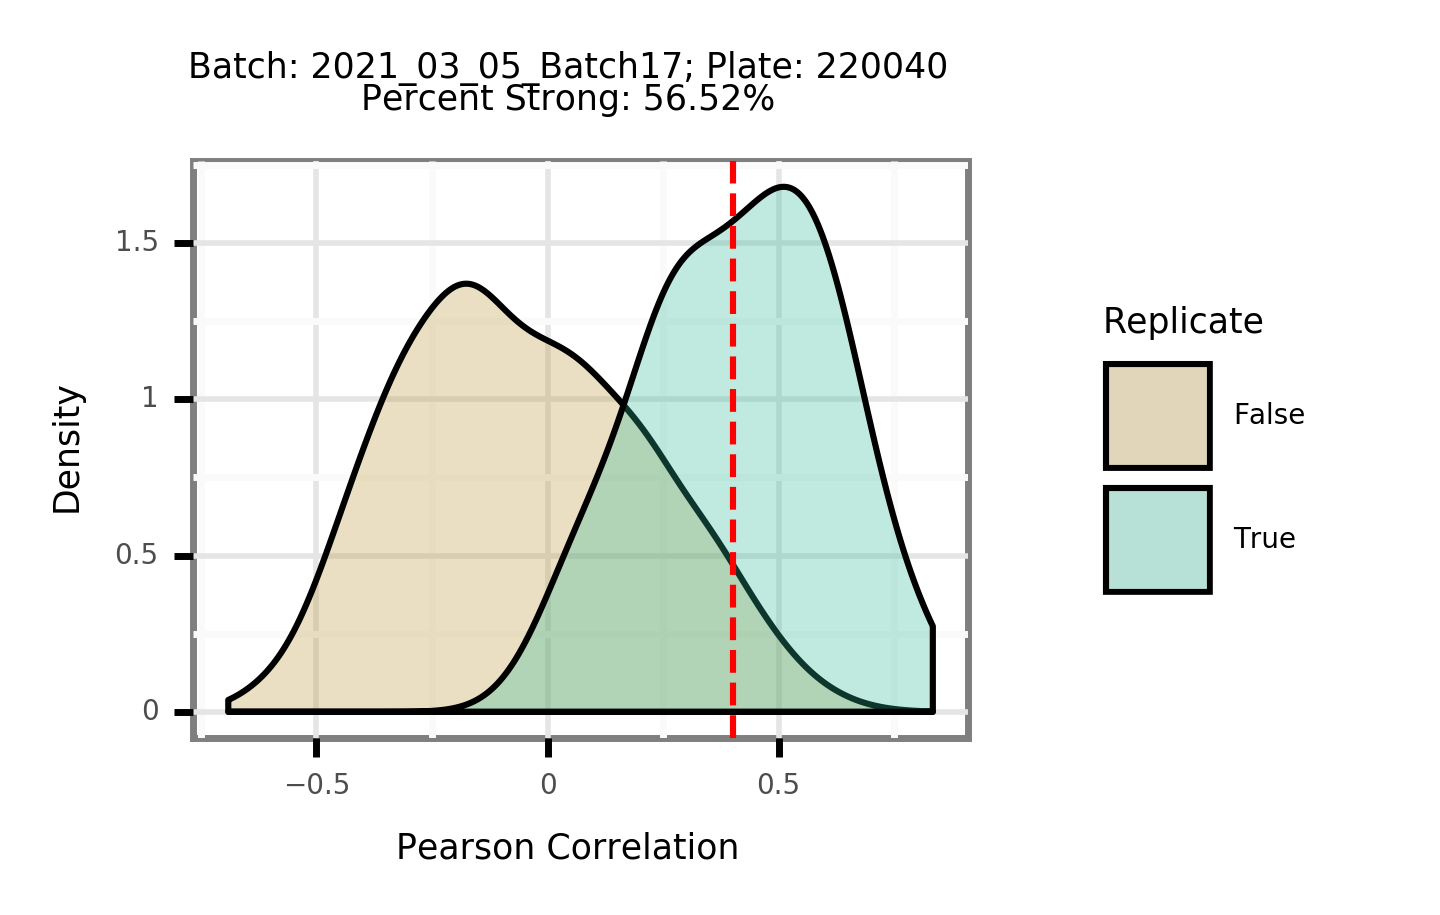 Batch: 2021_03_05_Batch17; Plate: 220040
Percent Strong: 56.52%
1.5
1
0.5
0
Density
−0.5
0
0.5
Pearson Correlation
Replicate
False
True